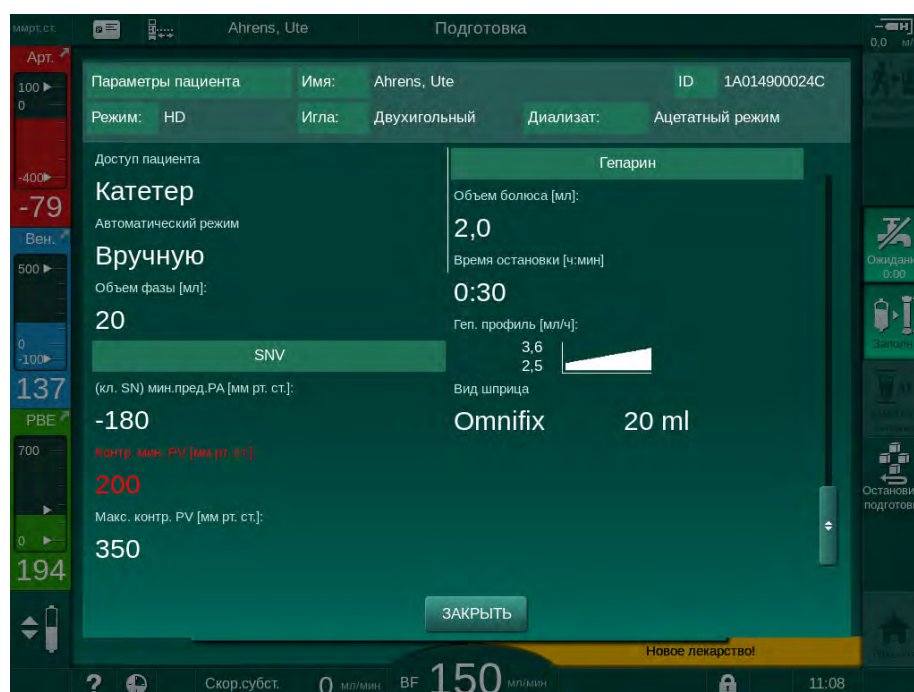 ммрт.ст. Ahrens, Ute Подготовка
0,0 м/
Арт.
100
0
-400
-79
Вен.
500
0
-100
137
PBE
700
0
194
Параметры пациента Имя: Ahrens, Ute ID 1A014900024C
Режим: HD Игла: Двухигольный Диализат: Ацетатный режим
Доступ пациента
Катетер
Автоматический режим
Вручную
Объем фазы [мл]:
20
SNV
(кл. SN) мин.пред.PA [мм рт. ст.]:
-180
Контр. мин. PV [мм рт. ст.]:
200
Макс. контр. PV [мм рт. ст.]:
350
Гепарин
Объем болюса [мл]:
2,0
Время остановки [ч:мин]
0:30
Геп. профиль [мл/ч]:
3,6
2,5
Вид шприца
Omnifix 20 ml
ЗАКРЫТЬ
Ожидани
0:00
Заполн
Останови
подготов
Новое лекарство!
? Скор.субст. 0 мл/мин BF 150 мл/мин 11:08